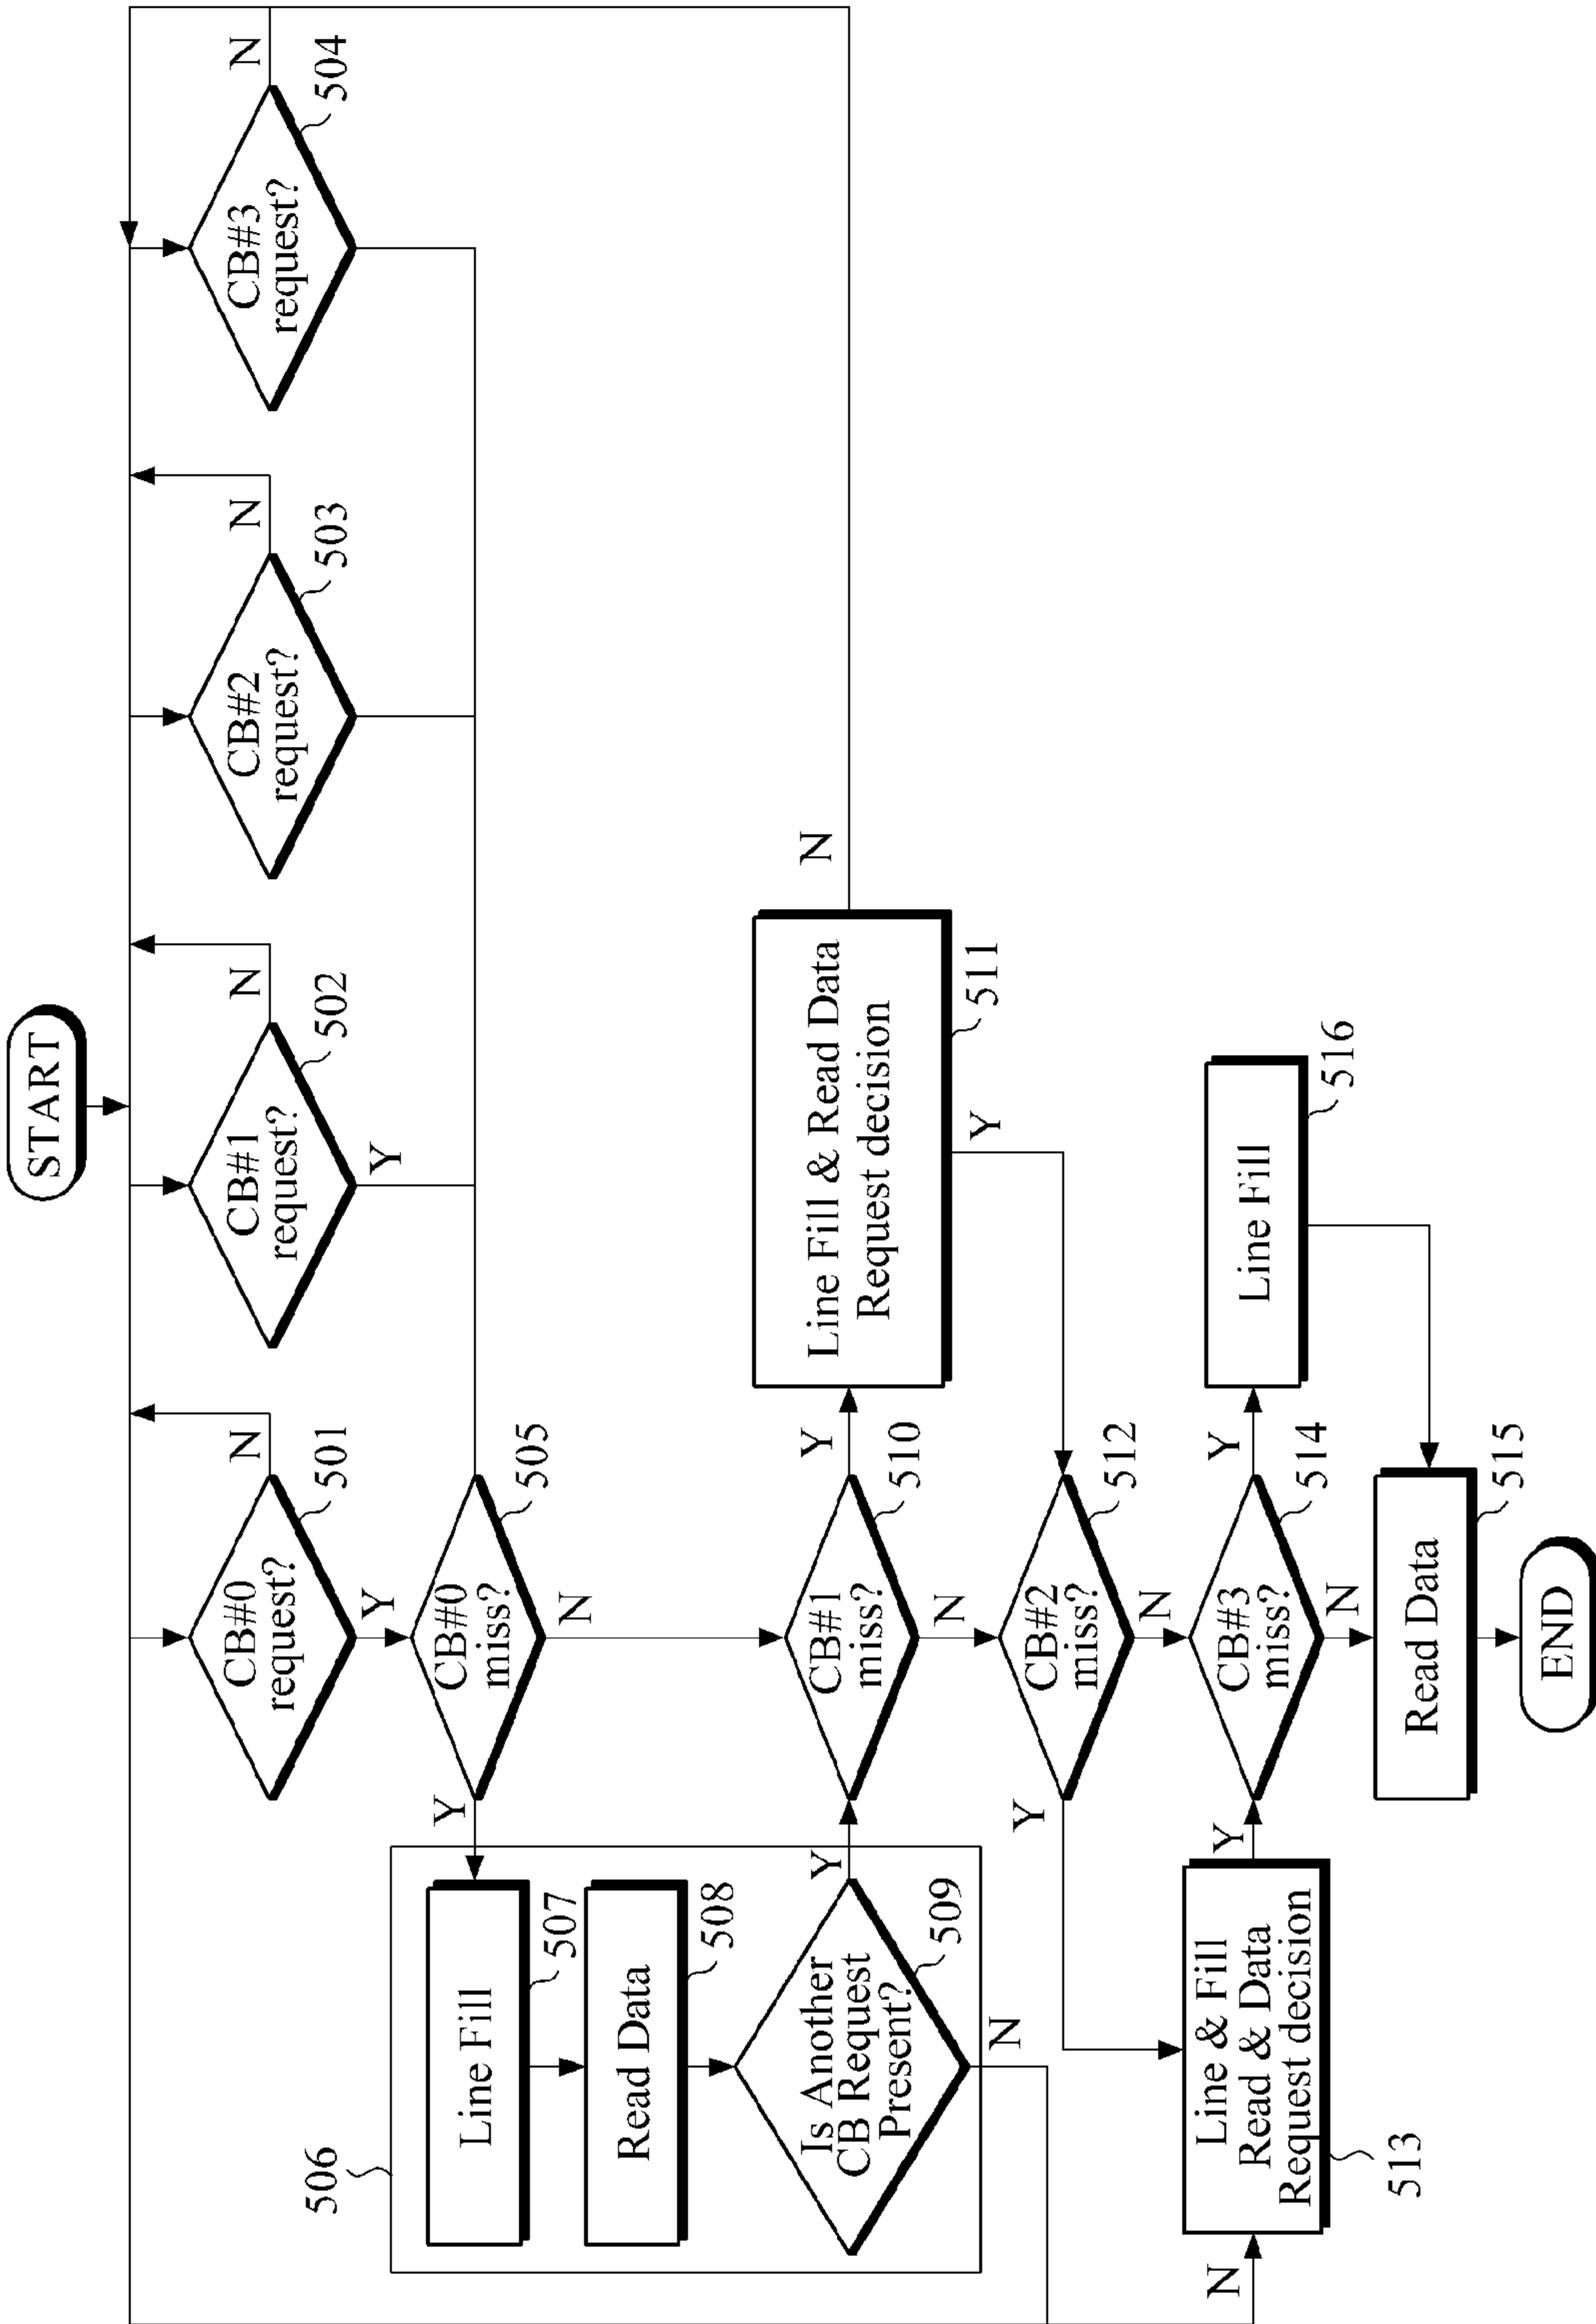 START
CB#0
request?
N
501
Y
CB#1
request?
N
502
Y
CB#2
request?
N
503
CB#3
request?
N
504
CB#0
miss?
505
Y
N
506
Line Fill
507
Read Data
508
Is Another
CB Request
Present?
509
Y
N
CB#1
miss?
510
Y
N
Line Fill & Read Data
Request decision
511
N
Y
CB#2
miss?
512
Y
N
Line & Fill
Read & Data
Request decision
513
N
Y
CB#3
miss?
514
Y
N
Line Fill
516
Read Data
515
END